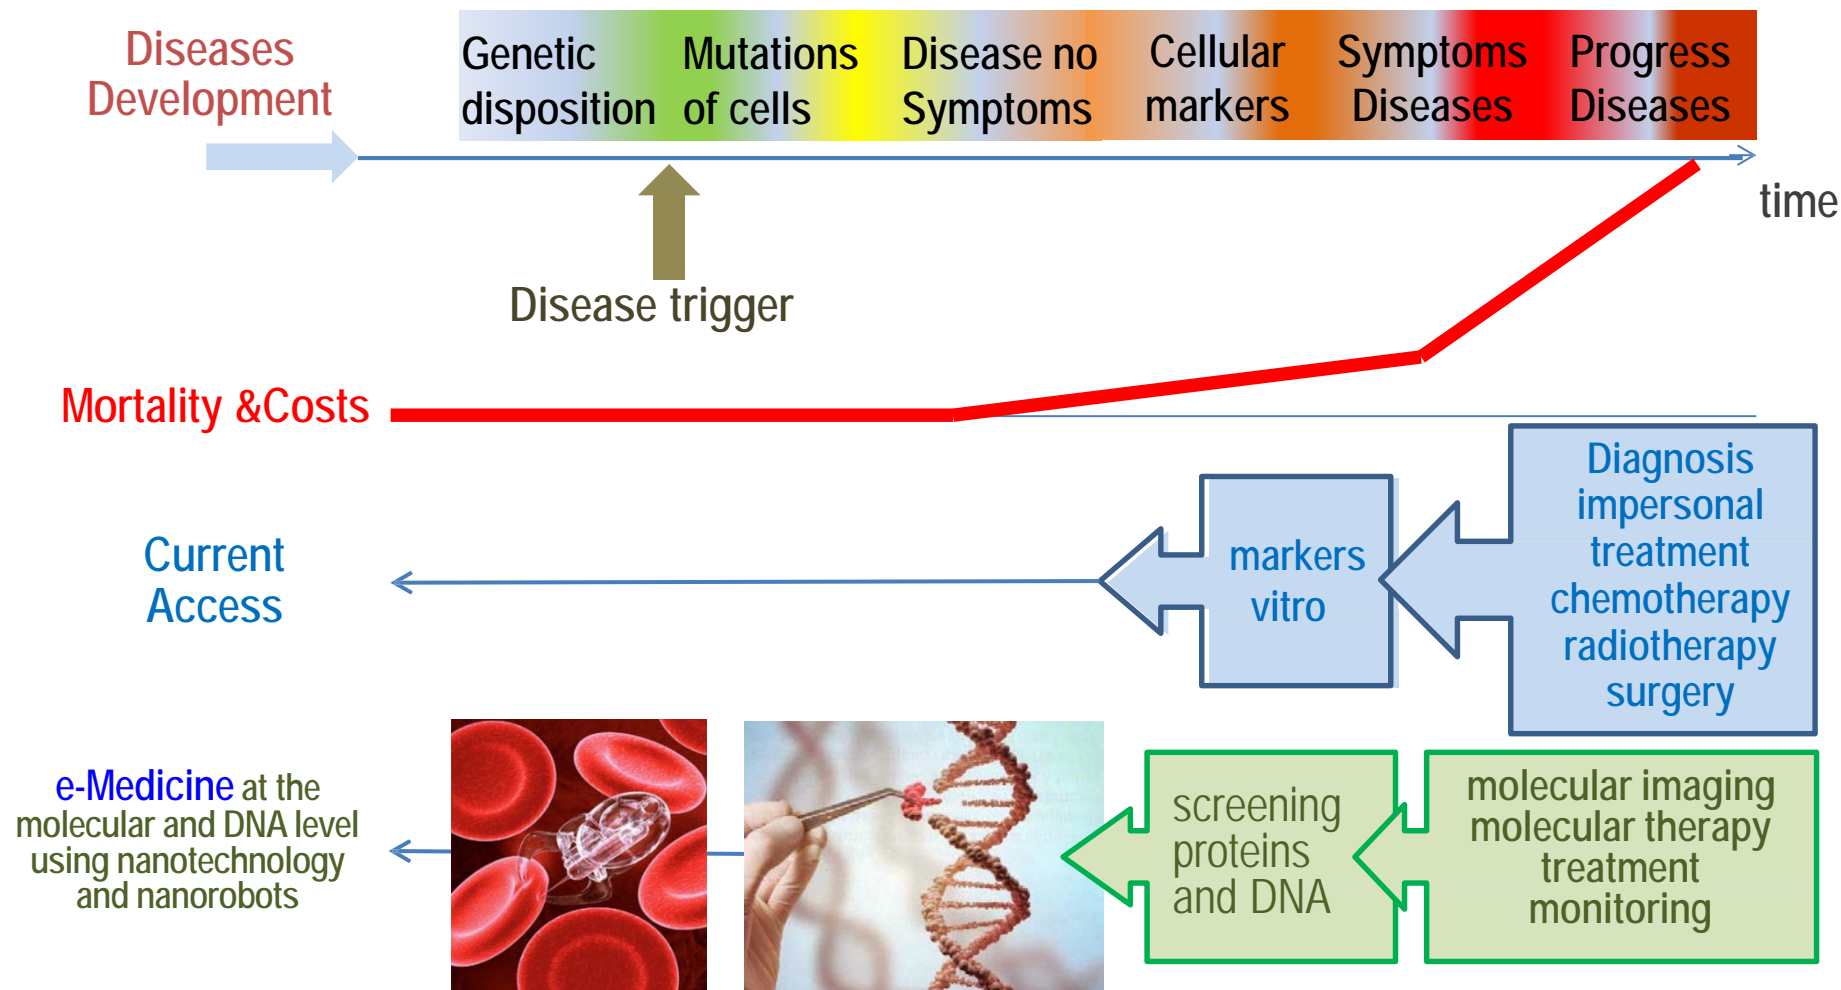 Diseases
Development
Genetic
disposition
Mutations
of cells
Disease no
Symptoms
Cellular
markers
Symptoms
Diseases
Progress
Diseases
time
Disease trigger
Mortality &Costs
Current
Access
markers
vitro
Diagnosis
impersonal
treatment
chemotherapy
radiotherapy
surgery
e-Medicine at the
molecular and DNA level
using nanotechnology
and nanorobots
screening
proteins
and DNA
molecular imaging
molecular therapy
treatment
monitoring